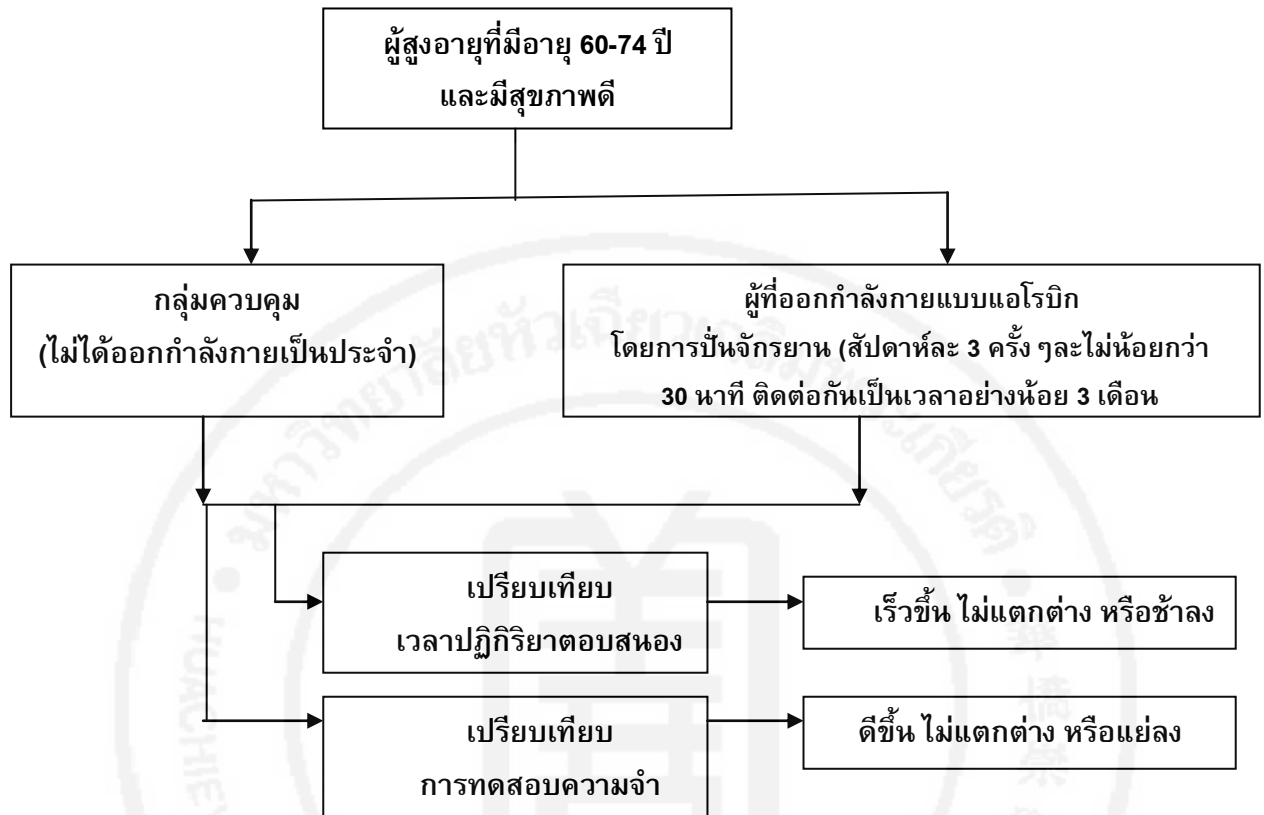 ผู้สูงอายุที่มีอายุ 60-74 ปี
และมีสุขภาพดี
กลุ่มควบคุม
(ไม่ได้ออกกำลังกายเป็นประจำ)
ผู้ที่ออกกำลังกายแบบแอโรบิก
โดยการปั่นจักรยาน (สัปดาห์ละ 3 ครั้ง ๆละไม่น้อยกว่า
30 นาที ติดต่อกันเป็นเวลาอย่างน้อย 3 เดือน
เปรียบเทียบ
เวลาปฏิกิริยาตอบสนอง
เร็วขึ้น ไม่แตกต่าง หรือช้าลง
เปรียบเทียบ
การทดสอบความจำ
ดีขึ้น ไม่แตกต่าง หรือแย่ลง